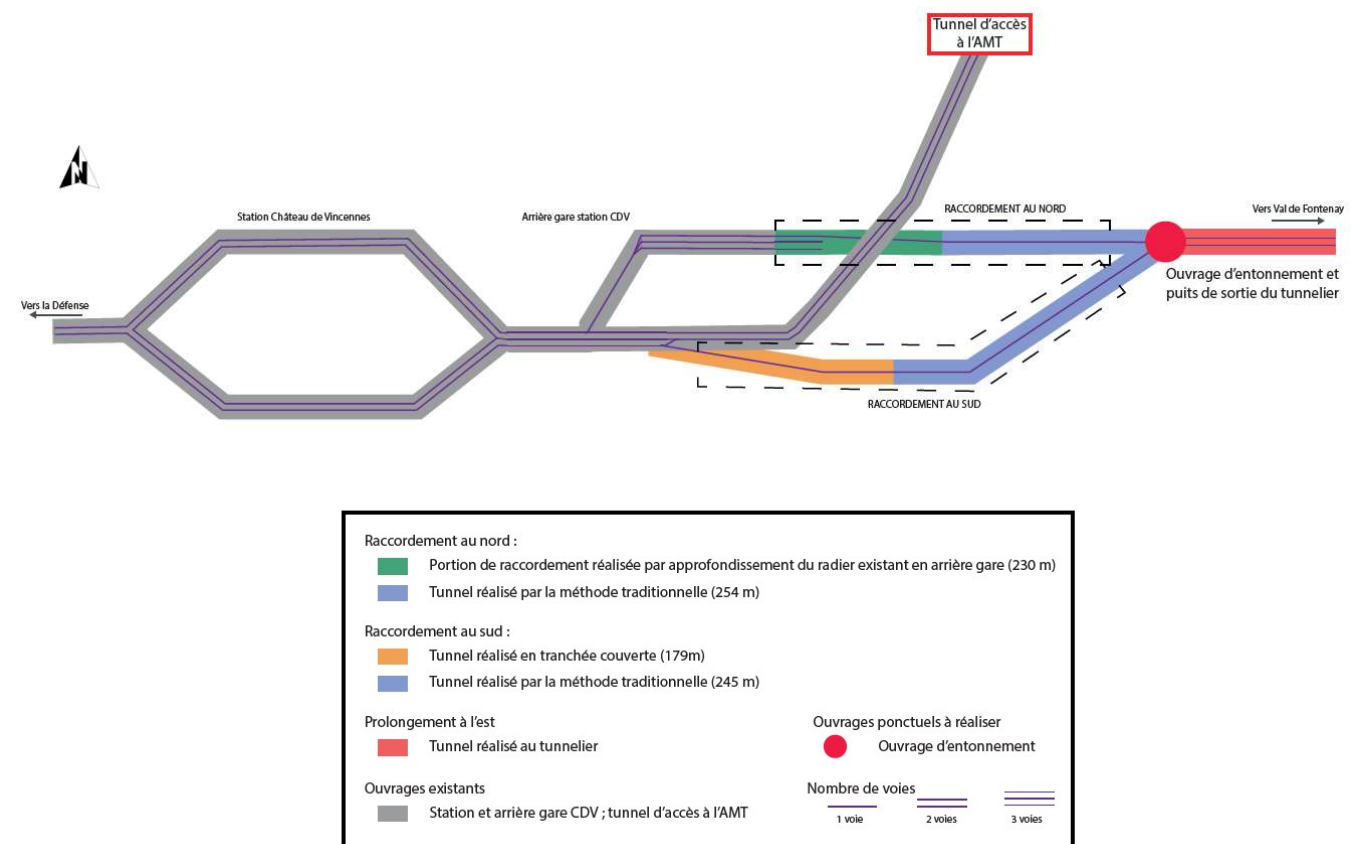 Tunnel d'accès
à l'AMT
N
Station Château de Vincennes
Arrière gare station CDV
RACCORDEMENT AU NORD
Vers Val de Fontenay
Vers la Défense
Ouvrage d'entonnement et
puits de sortie du tunnelier
RACCORDEMENT AU SUD
Raccordement au nord :
Portion de raccordement réalisée par approfondissement du radier existant en arrière gare (230 m)
Tunnel réalisé par la méthode traditionnelle (254 m)
Raccordement au sud :
Tunnel réalisé en tranchée couverte (179m)
Tunnel réalisé par la méthode traditionnelle (245 m)
Prolongement à l'est
Tunnel réalisé au tunnelier
Ouvrages ponctuels à réaliser
Ouvrage d'entonnement
Ouvrages existants
Station et arrière gare CDV ; tunnel d'accès à l'AMT
Nombre de voies
1 voie
2 voies
3 voies